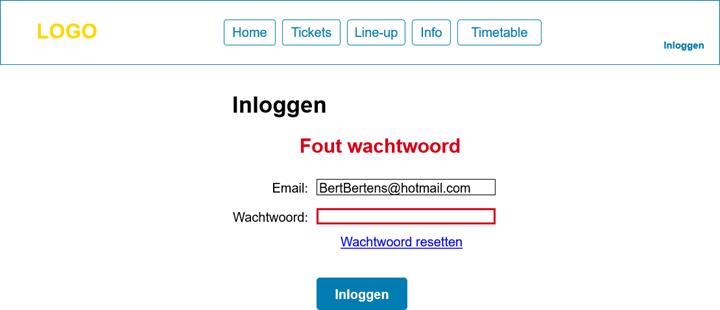 LOGO
Home Tickets Line-up Info Timetable
Inloggen
Inloggen
Fout wachtwoord
Email: BertBertens@hotmail.com
Wachtwoord:
Wachtwoord resetten
Inloggen